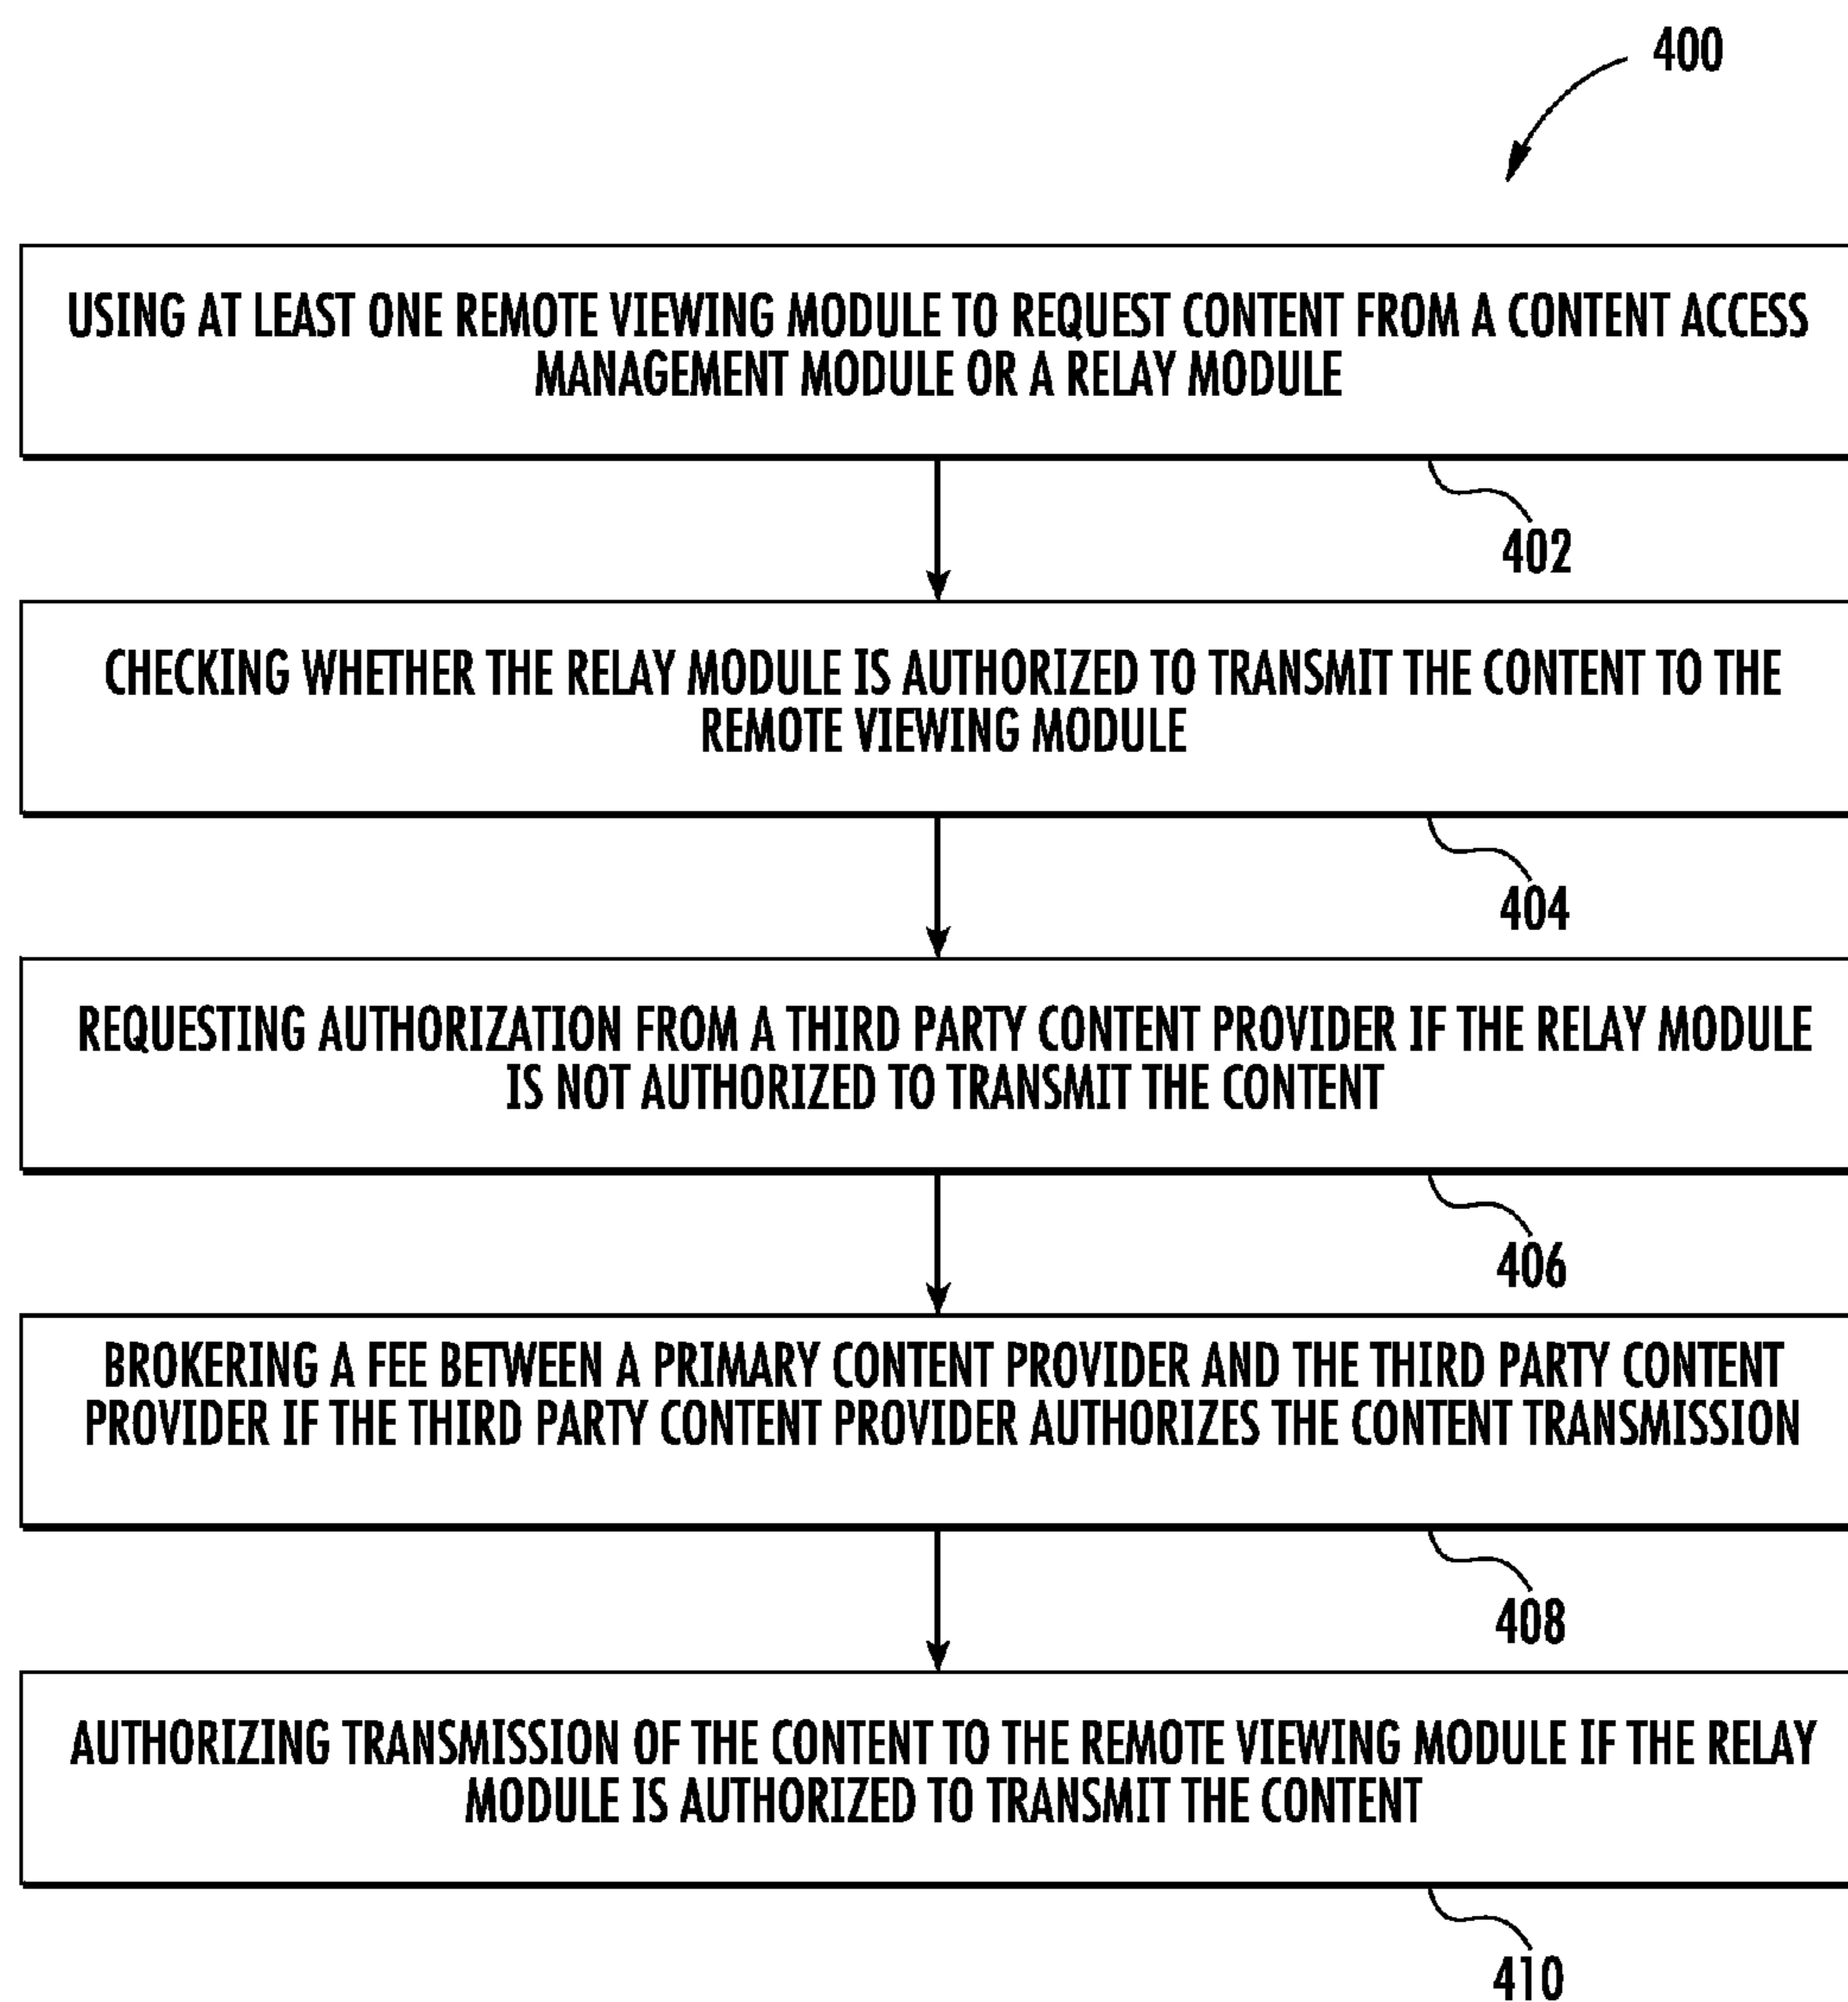 400
USING AT LEAST ONE REMOTE VIEWING MODULE TO REQUEST CONTENT FROM A CONTENT ACCESS
MANAGEMENT MODULE OR A RELAY MODULE
402
CHECKING WHETHER THE RELAY MODULE IS AUTHORIZED TO TRANSMIT THE CONTENT TO THE
REMOTE VIEWING MODULE
404
REQUESTING AUTHORIZATION FROM A THIRD PARTY CONTENT PROVIDER IF THE RELAY MODULE
IS NOT AUTHORIZED TO TRANSMIT THE CONTENT
406
BROKERING A FEE BETWEEN A PRIMARY CONTENT PROVIDER AND THE THIRD PARTY CONTENT
PROVIDER IF THE THIRD PARTY CONTENT PROVIDER AUTHORIZES THE CONTENT TRANSMISSION
408
AUTHORIZING TRANSMISSION OF THE CONTENT TO THE REMOTE VIEWING MODULE IF THE RELAY
MODULE IS AUTHORIZED TO TRANSMIT THE CONTENT
410